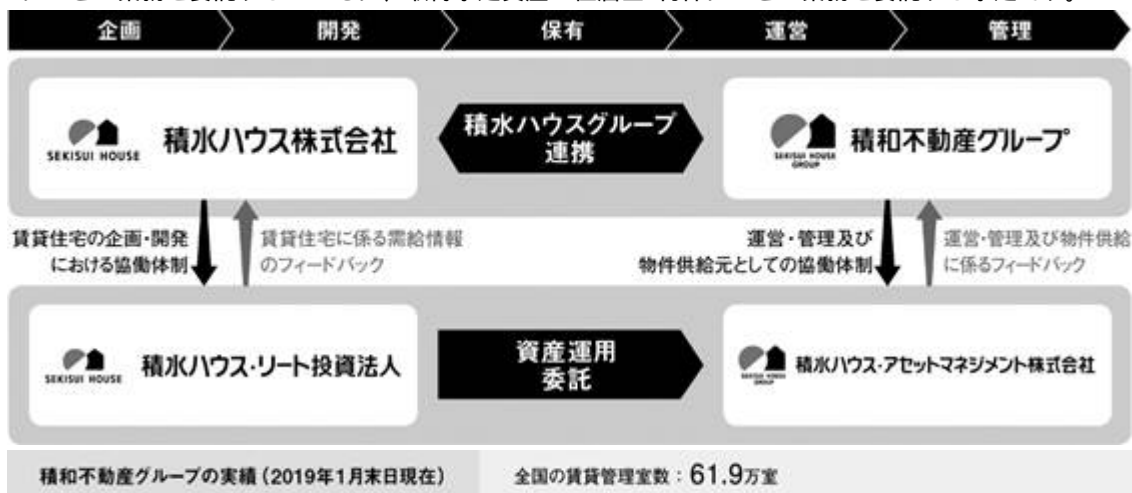 企画
開発
保有
運営
管理
SEKISUI HOUSE
積水ハウス株式会社
積水ハウスグループ
連携
SEKISUI HOUSE
GROUP
積和不動産グループ
賃貸住宅の企画・開発
における協働体制
賃貸住宅に係る需給情報
のフィードバック
運営・管理及び
物件供給元としての協働体制
運営・管理及び物件供給
に係るフィードバック
SEKISUI HOUSE
積水ハウス・リート投資法人
資産運用
委託
SEKISUI HOUSE
GROUP
積水ハウス・アセットマネジメント株式会社
積和不動産グループの実績(2019年1月末日現在)
全国の賃貸管理室数:61.9万室